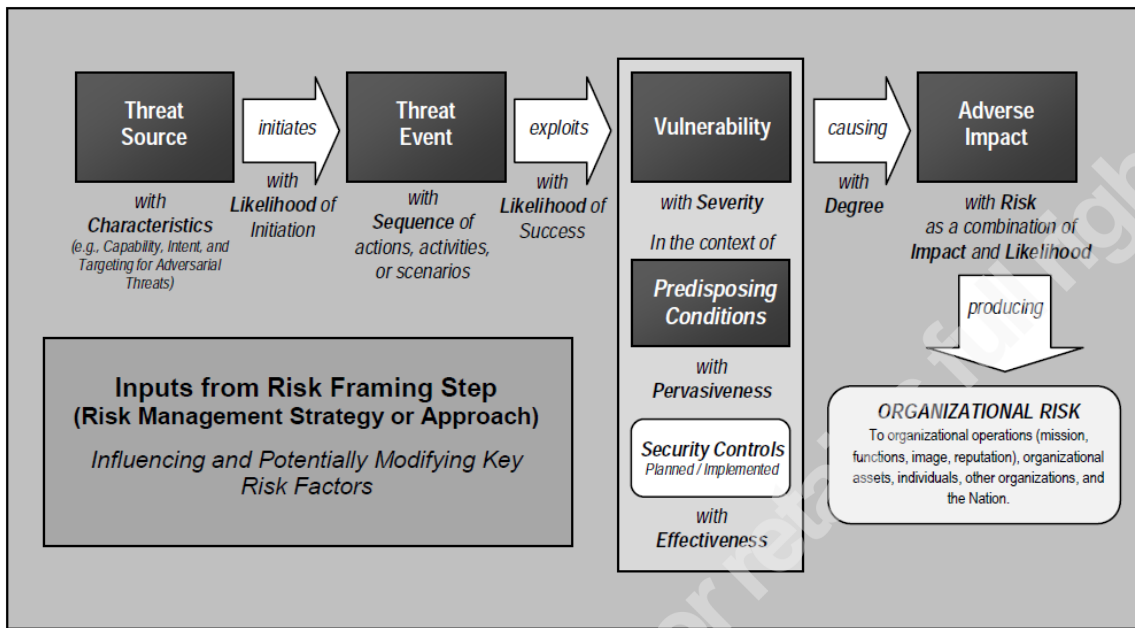 Threat
Source
initiates
Threat
Event
exploits
Vulnerability
causing
Adverse
Impact
with
Characteristics
(e.g., Capability, Intent, and
Targeting for Adversarial
Threats)
with
Likelihood of
Initiation
with
Sequence of
actions, activities,
or scenarios
with
Likelihood of
Success
with Severity
In the context of
Predisposing
Conditions
with
Pervasiveness
Security Controls
Planned / Implemented
with
Effectiveness
with
Degree
with Risk
as a combination of
Impact and Likelihood
producing
ORGANIZATIONAL RISK
To organizational operations (mission,
functions, image, reputation), organizational
assets, individuals, other organizations, and
the Nation.
Inputs from Risk Framing Step
(Risk Management Strategy or Approach)
Influencing and Potentially Modifying Key
Risk Factors